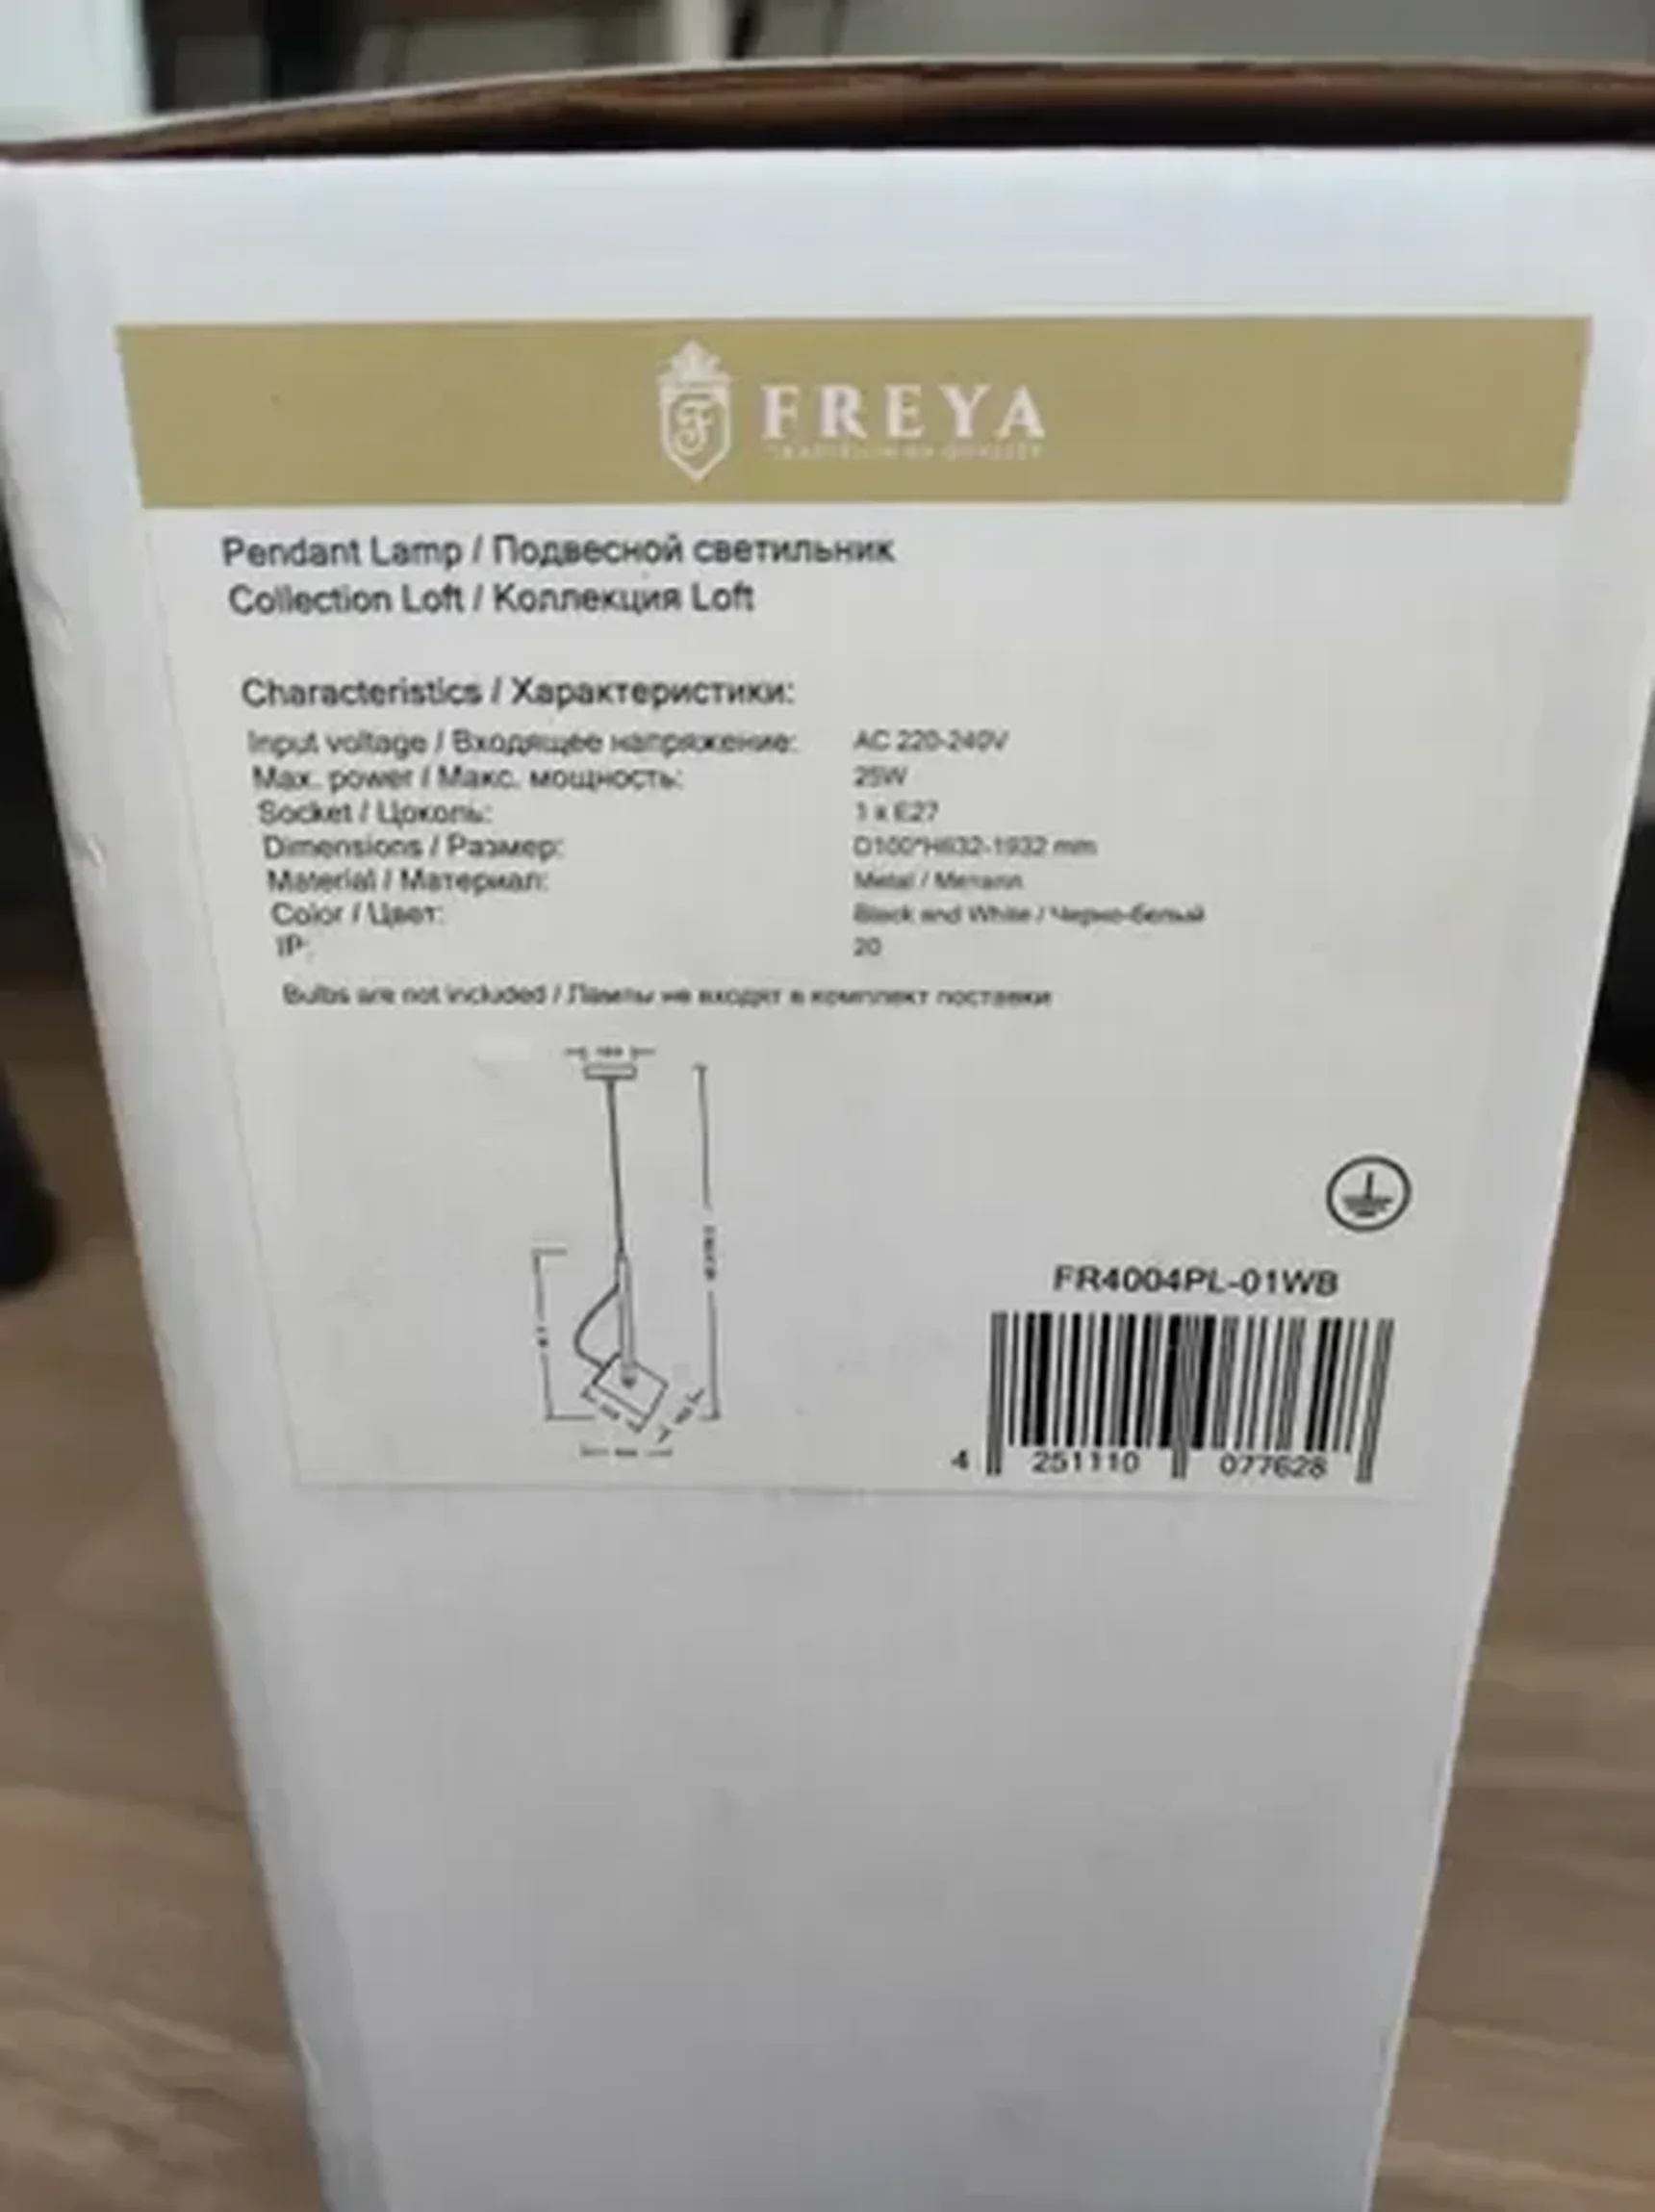 FREYA
Pendant Lamp / Подвесной светильник
Collection Loft / Коллекция Loft
Characteristics / Характеристики:
Input voltage / Входящее напряжение: AC 220-240V
Max. power / Макс. мощность: 25W
Socket / Цоколь: 1 x E27
Dimensions / Размер: D100*H632-1932 mm
Material / Материал: Metal / Металл
Color / Цвет: Black and White / Черно-белый
IP: 20
Bulbs are not included / Лампы не входят в комплект поставки
FR4004PL-01WB
4 251110 077628